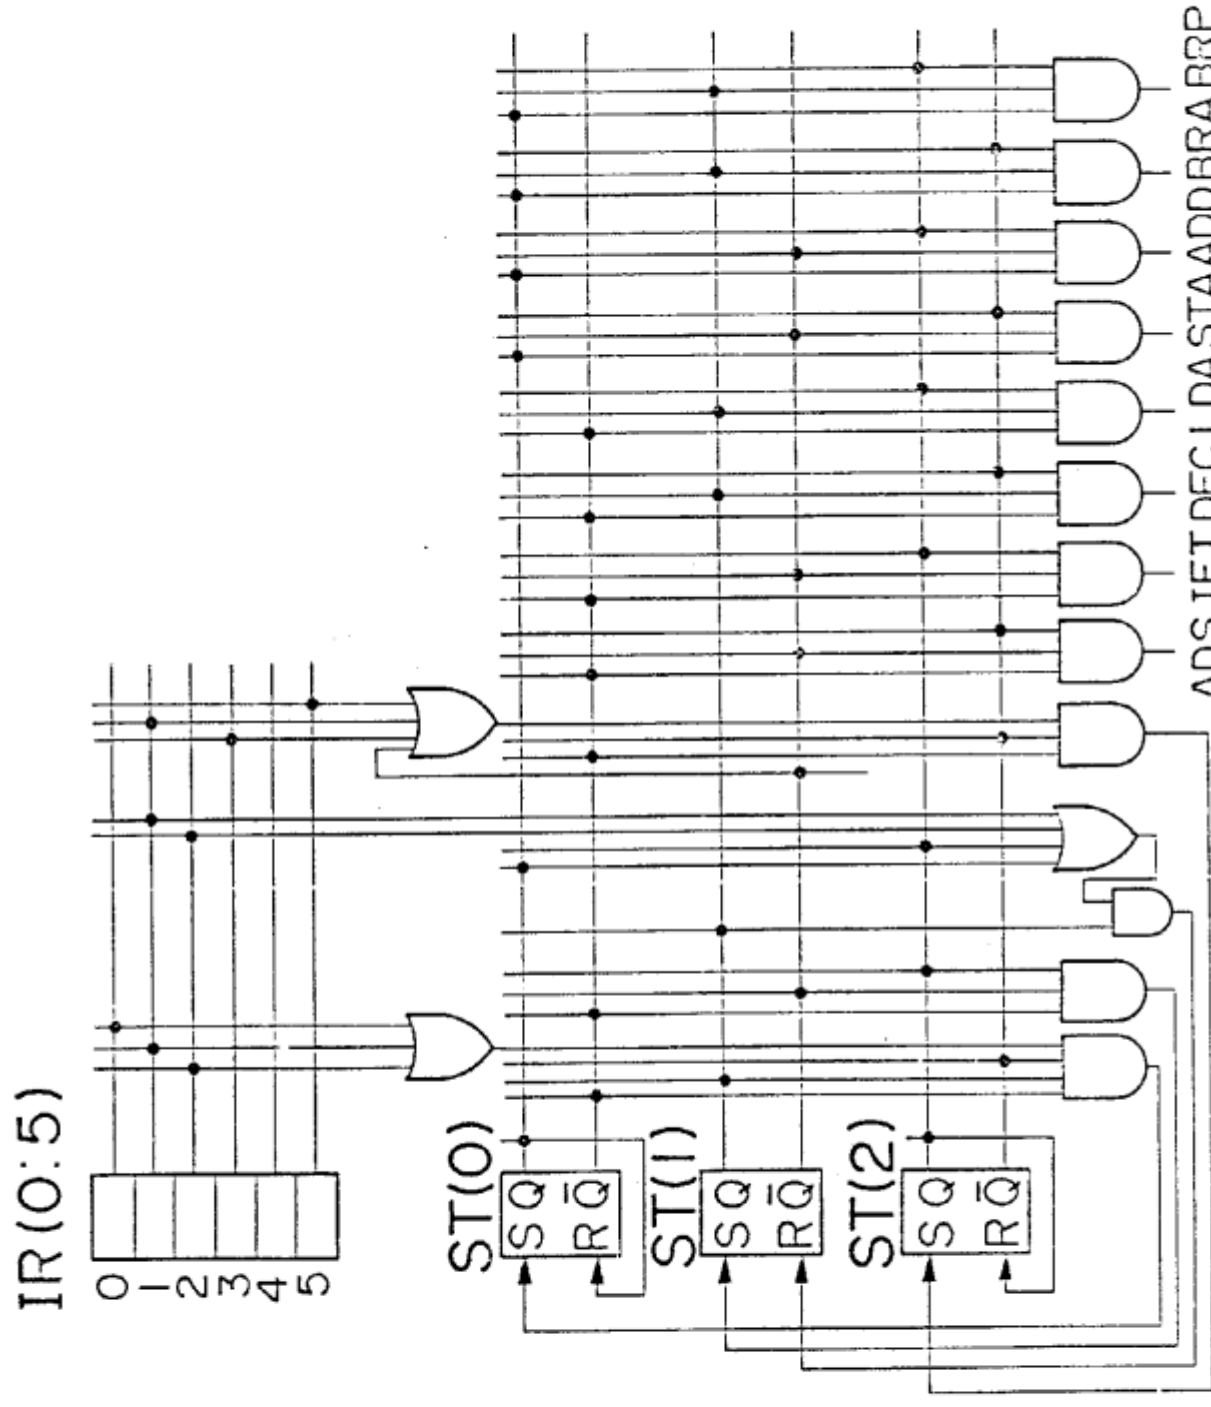 IR(0:5)
0
1
2
3
4
5
ST(0)
S Q
R Q̄
ST(1)
S Q
R Q̄
ST(2)
S Q
R Q̄
ADS IFT DEC LDA STA ADD BRA BRP